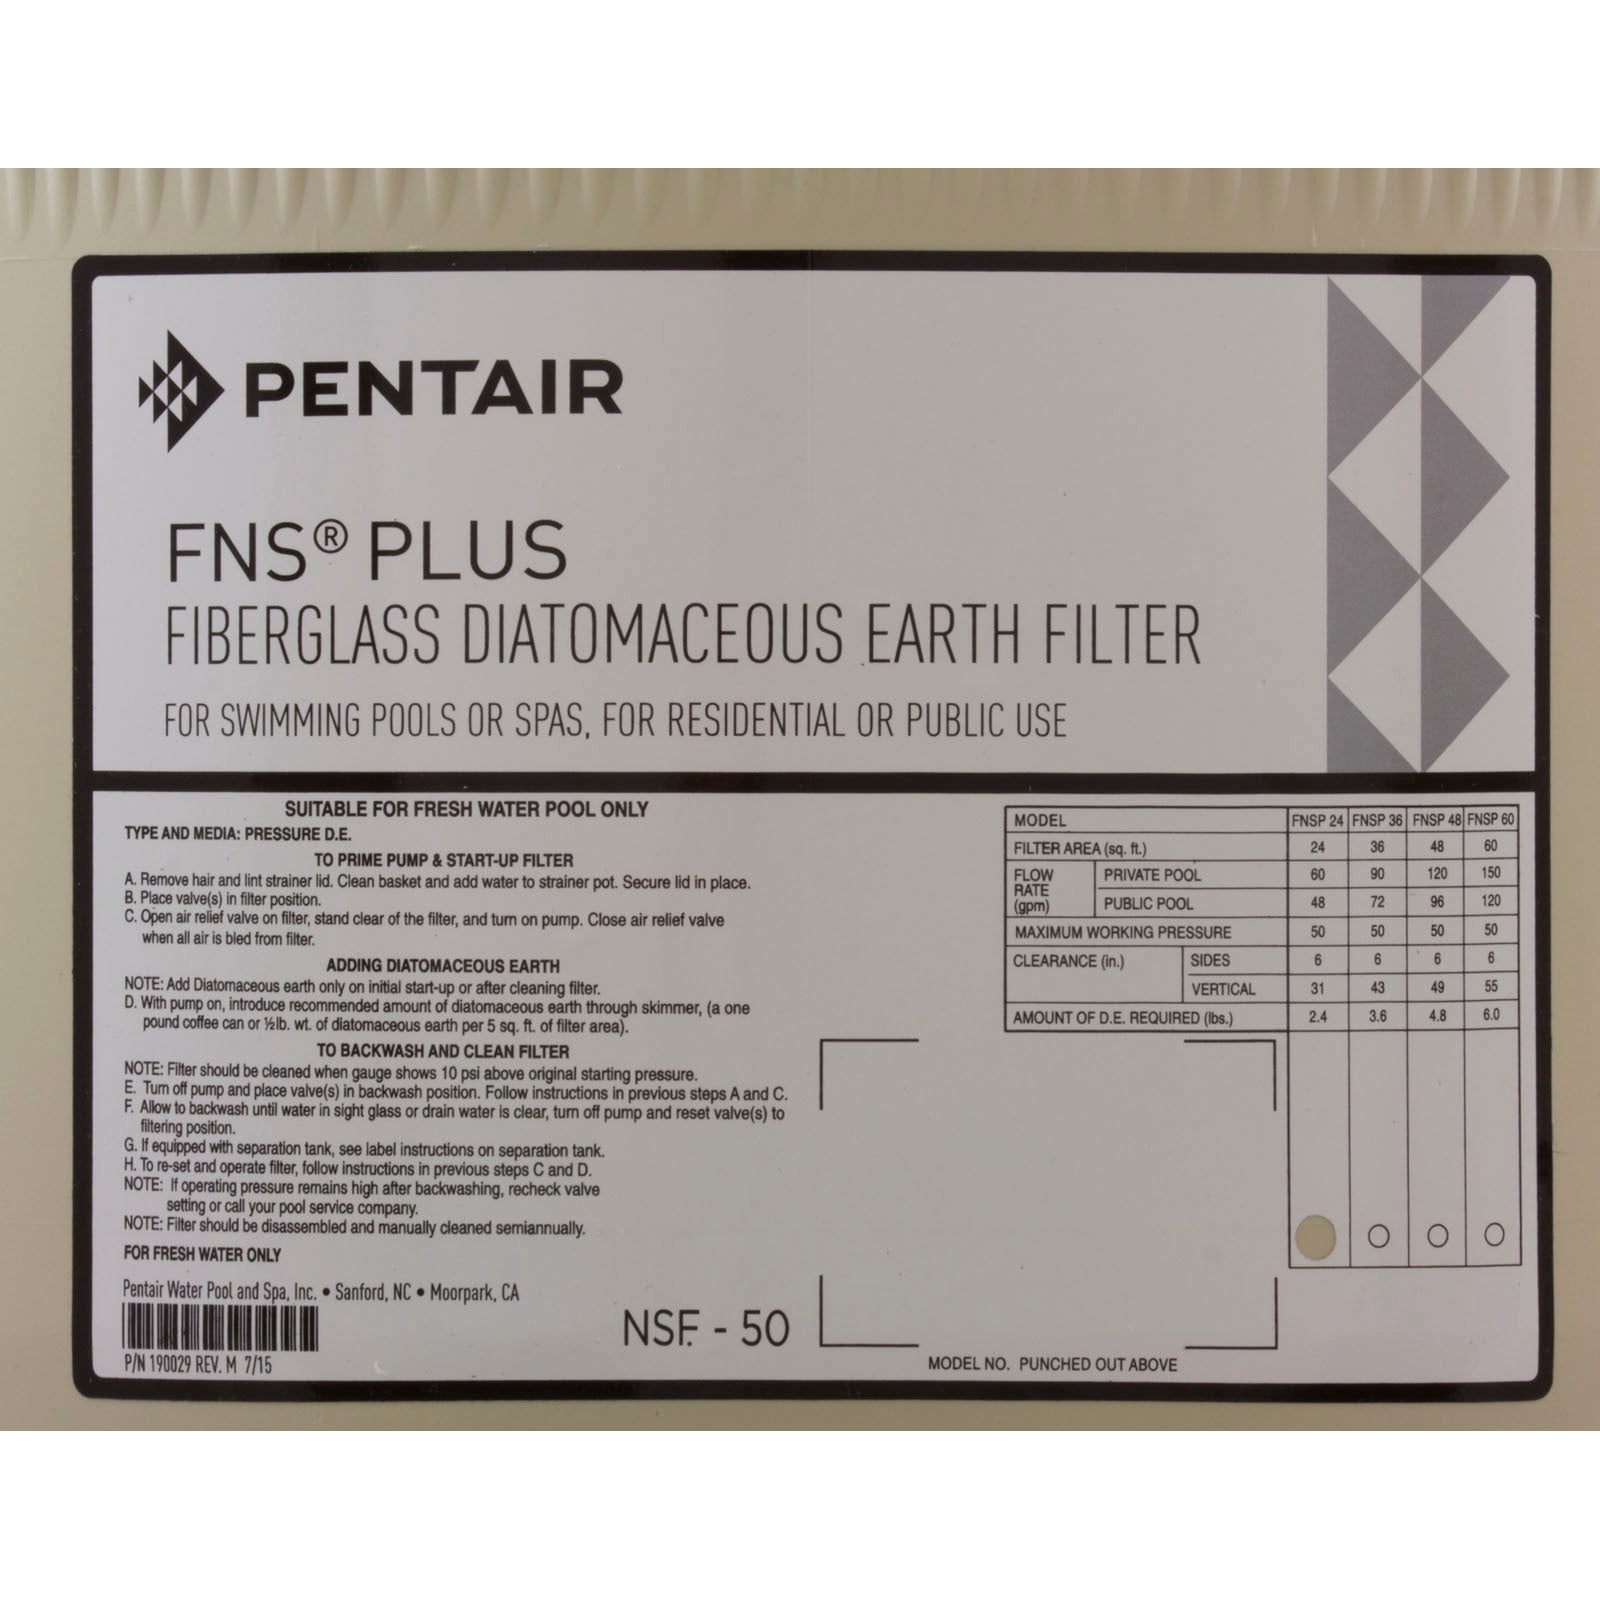 PENTAIR
FNS® PLUS
FIBERGLASS DIATOMACEOUS EARTH FILTER
FOR SWIMMING POOLS OR SPAS, FOR RESIDENTIAL OR PUBLIC USE
SUITABLE FOR FRESH WATER POOL ONLY
TYPE AND MEDIA: PRESSURE D.E.
TO PRIME PUMP & START-UP FILTER
A. Remove hair and lint strainer lid. Clean basket and add water to strainer pot. Secure lid in place.
B. Place valve(s) in filter position.
C. Open air relief valve on filter, stand clear of the filter, and turn on pump. Close air relief valve
when all air is bled from filter.
ADDING DIATOMACEOUS EARTH
NOTE: Add Diatomaceous earth only on initial start-up or after cleaning filter.
D. With pump on, introduce recommended amount of diatomaceous earth through skimmer, (a one
pound coffee can or ½lb. wt. of diatomaceous earth per 5 sq. ft. of filter area).
TO BACKWASH AND CLEAN FILTER
NOTE: Filter should be cleaned when gauge shows 10 psi above original starting pressure.
E. Turn off pump and place valve(s) in backwash position. Follow instructions in previous steps A and C.
F. Allow to backwash until water in sight glass or drain water is clear, turn off pump and reset valve(s) to
filtering position.
G. If equipped with separation tank, see label instructions on separation tank.
H. To re-set and operate filter, follow instructions in previous steps C and D.
NOTE: If operating pressure remains high after backwashing, recheck valve
setting or call your pool service company.
NOTE: Filter should be disassembled and manually cleaned semiannually.
FOR FRESH WATER ONLY
Pentair Water Pool and Spa, Inc. • Sanford, NC • Moorpark, CA
P/N 190029 REV. M 7/15
NSF. - 50
MODEL FNSP 24 FNSP 36 FNSP 48 FNSP 60
FILTER AREA (sq. ft.) 24 36 48 60
FLOW RATE (gpm) PRIVATE POOL 60 90 120 150
PUBLIC POOL 48 72 96 120
MAXIMUM WORKING PRESSURE 50 50 50 50
CLEARANCE (in.) SIDES 6 6 6 6
VERTICAL 31 43 49 55
AMOUNT OF D.E. REQUIRED (lbs.) 2.4 3.6 4.8 6.0
MODEL NO. PUNCHED OUT ABOVE